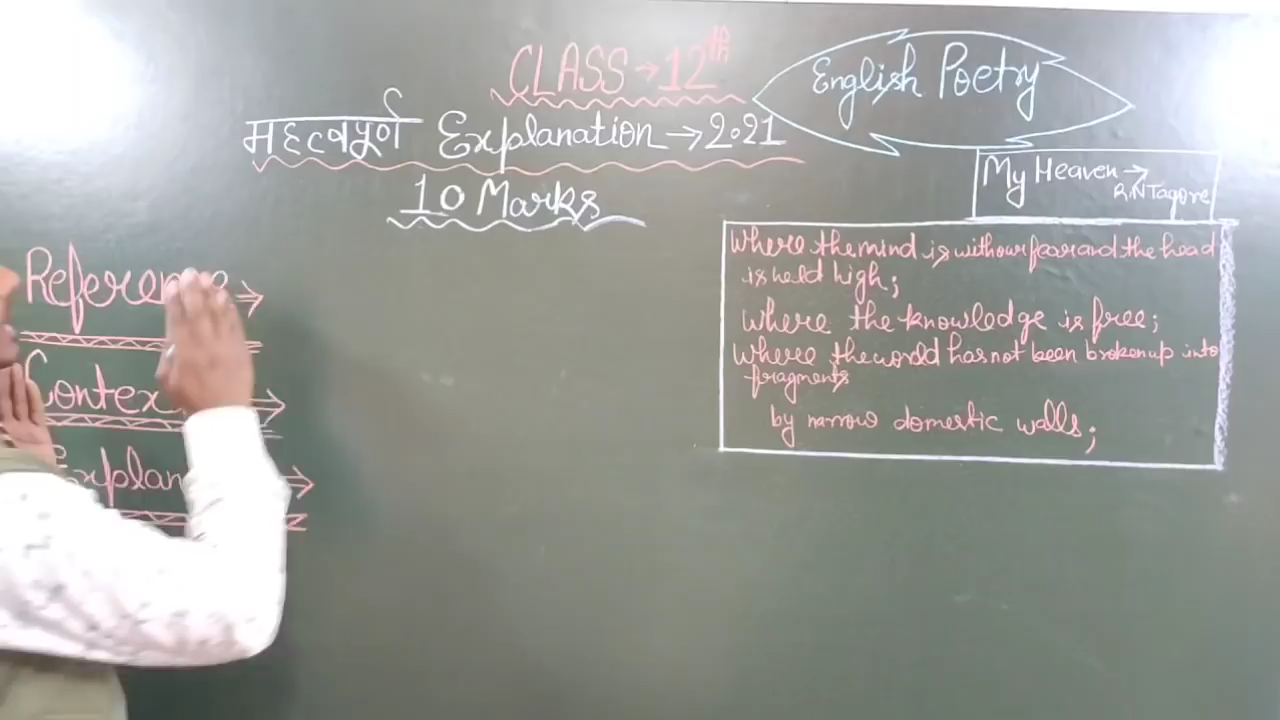 CLASS → 12th
English Poetry
महत्वपूर्ण Explanation → 2021
10 Marks
My Heaven →
R.N Tagore
Where the mind is without fear and the head
is held high;
Where the knowledge is free;
Where the world has not been broken up into
fragments
by narrow domestic walls;
Reference →
Contex →
Explan →